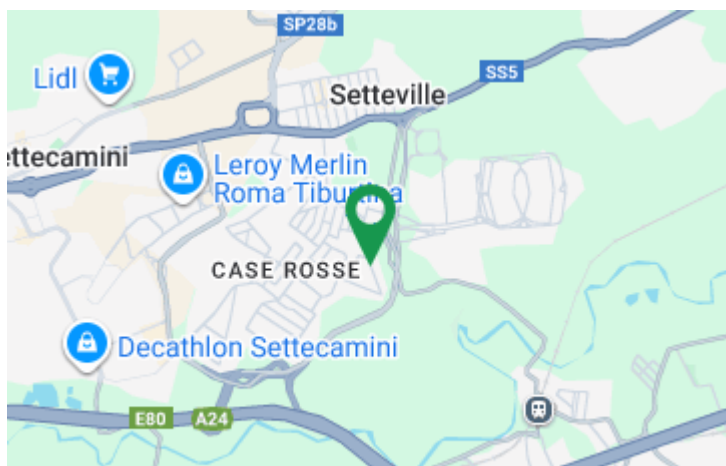 SP28b
Lidl
SS5
Setteville
ettecamini
Leroy Merlin
Roma Tiburtina
CASE ROSSE
Decathlon Settecamini
E80
A24